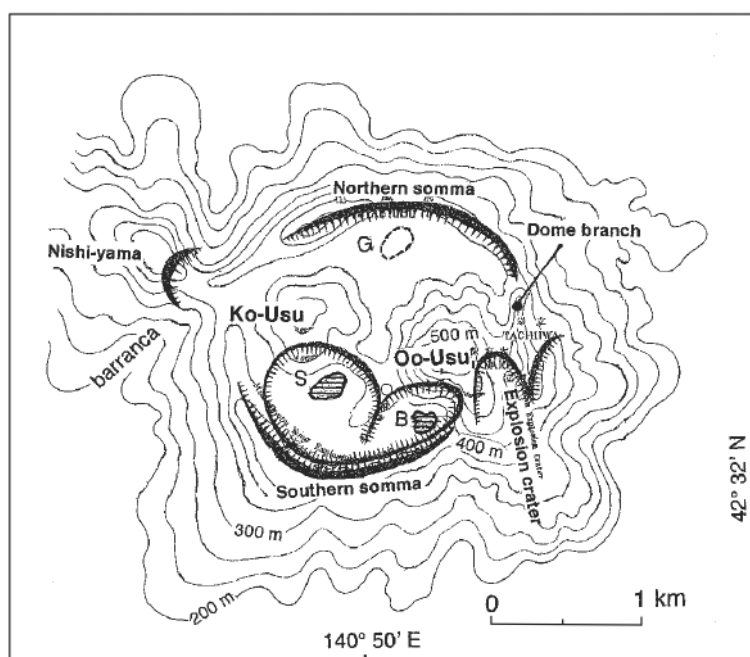 Northern somma
Dome branch
G
Nishi-yama
Ko-Usu
500 m
Oo-Usu
barranca
S
B
Explosion crater
400 m
Southern somma
300 m
200 m
0 1 km
140° 50′ E
42° 32′ N